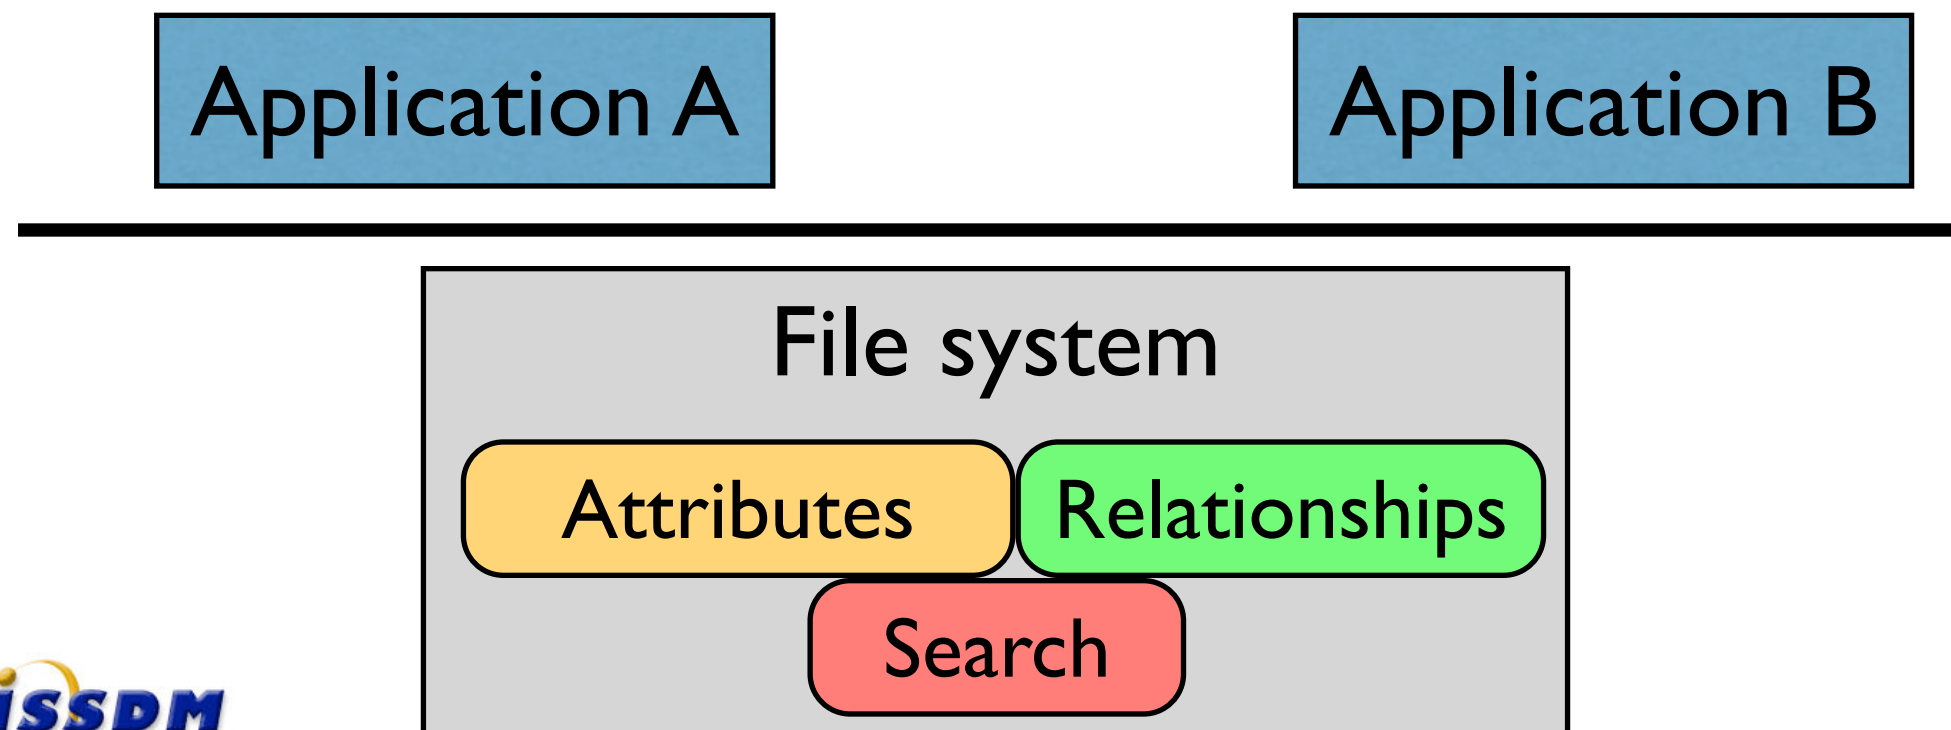 Application A
Application B
File system
Attributes
Relationships
Search
ISSDM